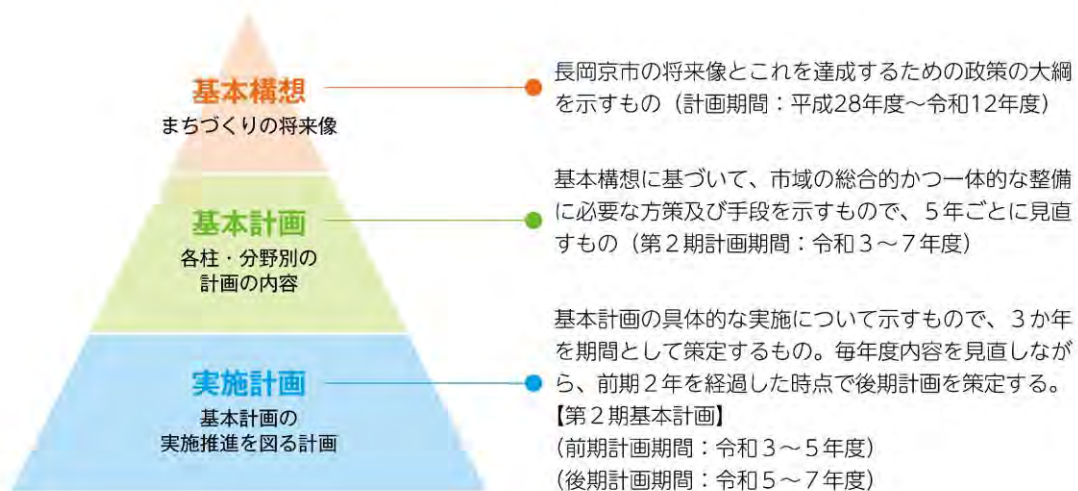 基本構想
まちづくりの将来像
長岡京市の将来像とこれを達成するための政策の大綱
を示すもの（計画期間：平成28年度～令和12年度）
基本計画
各柱・分野別の
計画の内容
基本構想に基づいて、市域の総合的かつ一体的な整備
に必要な方策及び手段を示すもので、５年ごとに見直
すもの（第２期計画期間：令和３～７年度）
実施計画
基本計画の
実施推進を図る計画
基本計画の具体的な実施について示すもので、３か年
を期間として策定するもの。毎年度内容を見直しなが
ら、前期２年を経過した時点で後期計画を策定する。
【第２期基本計画】
（前期計画期間：令和３～５年度）
（後期計画期間：令和５～７年度）